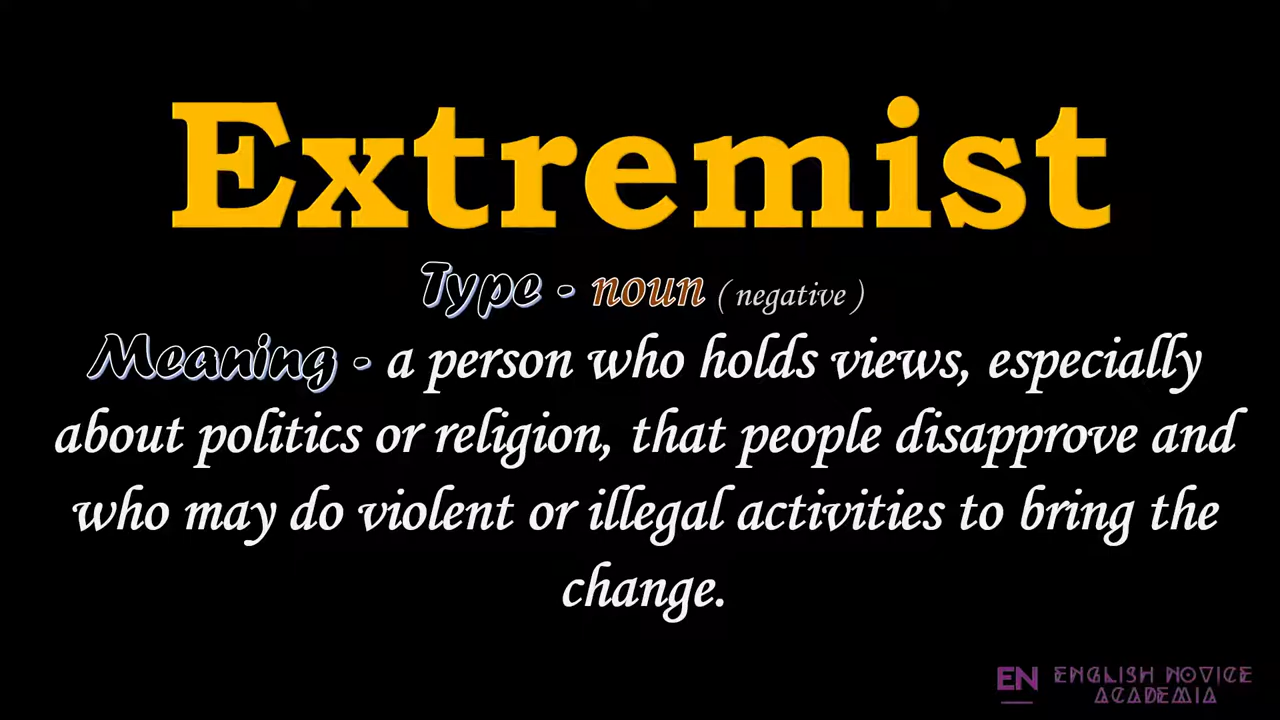 Extremist
Type - noun ( negative )
Meaning - a person who holds views, especially
about politics or religion, that people disapprove and
who may do violent or illegal activities to bring the
change.
EN ENGLISH NOVICE
ACADEMIA